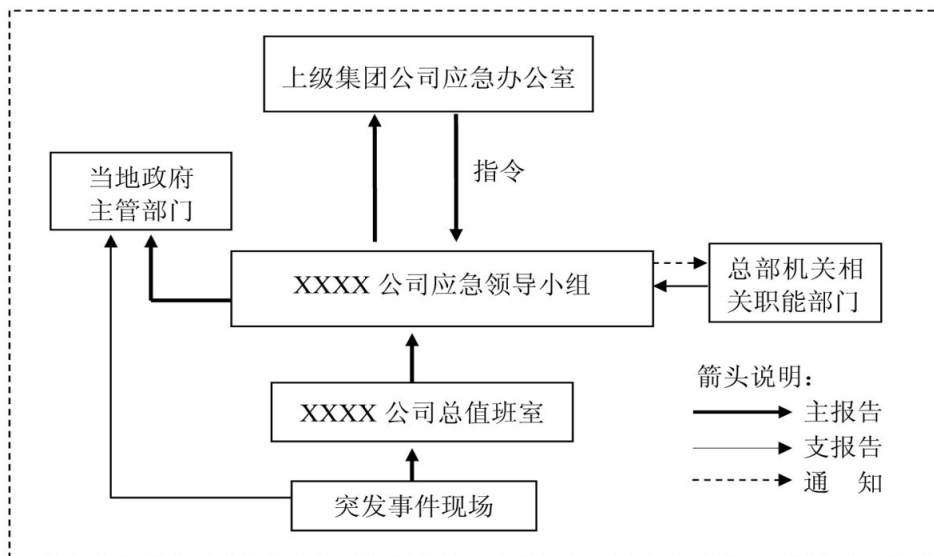 上级集团公司应急办公室
指令
当地政府
主管部门
XXXX 公司应急领导小组
总部机关相
关职能部门
XXXX 公司总值班室
突发事件现场
箭头说明：
主报告
支报告
通 知